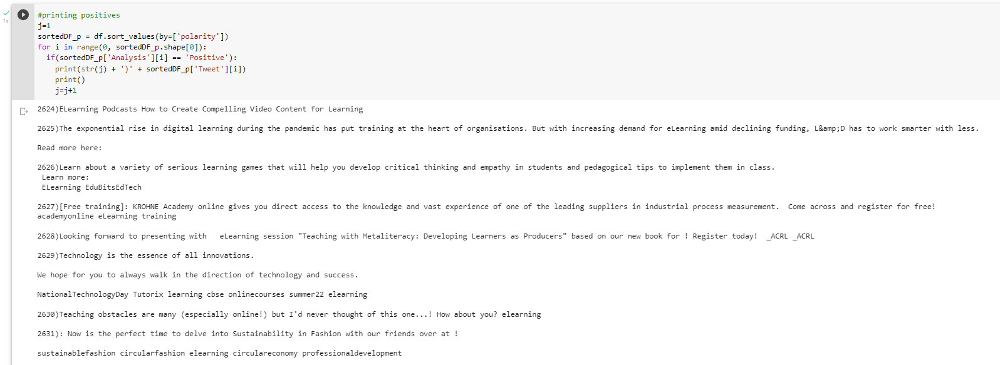 1s
#printing positives
j=1
sortedDF_p = df.sort_values(by=['polarity'])
for i in range(0, sortedDF_p.shape[0]):
  if(sortedDF_p['Analysis'][i] == 'Positive'):
    print(str(j) + ')' + sortedDF_p['Tweet'][i])
    print()
    j=j+1
2624)ELearning Podcasts How to Create Compelling Video Content for Learning
2625)The exponential rise in digital learning during the pandemic has put training at the heart of organisations. But with increasing demand for eLearning amid declining funding, L&amp;D has to work smarter with less.
Read more here:
2626)Learn about a variety of serious learning games that will help you develop critical thinking and empathy in students and pedagogical tips to implement them in class.
 Learn more:
 ELearning EduBitsEdTech
2627)[Free training]: KROHNE Academy online gives you direct access to the knowledge and vast experience of one of the leading suppliers in industrial process measurement.  Come across and register for free!
academyonline eLearning training
2628)Looking forward to presenting with   eLearning session "Teaching with Metaliteracy: Developing Learners as Producers" based on our new book for ! Register today!  _ACRL _ACRL
2629)Technology is the essence of all innovations.
We hope for you to always walk in the direction of technology and success.
NationalTechnologyDay Tutorix learning cbse onlinecourses summer22 elearning
2630)Teaching obstacles are many (especially online!) but I'd never thought of this one...! How about you? elearning
2631): Now is the perfect time to delve into Sustainability in Fashion with our friends over at !
sustainablefashion circularfashion elearning circulareconomy professionaldevelopment